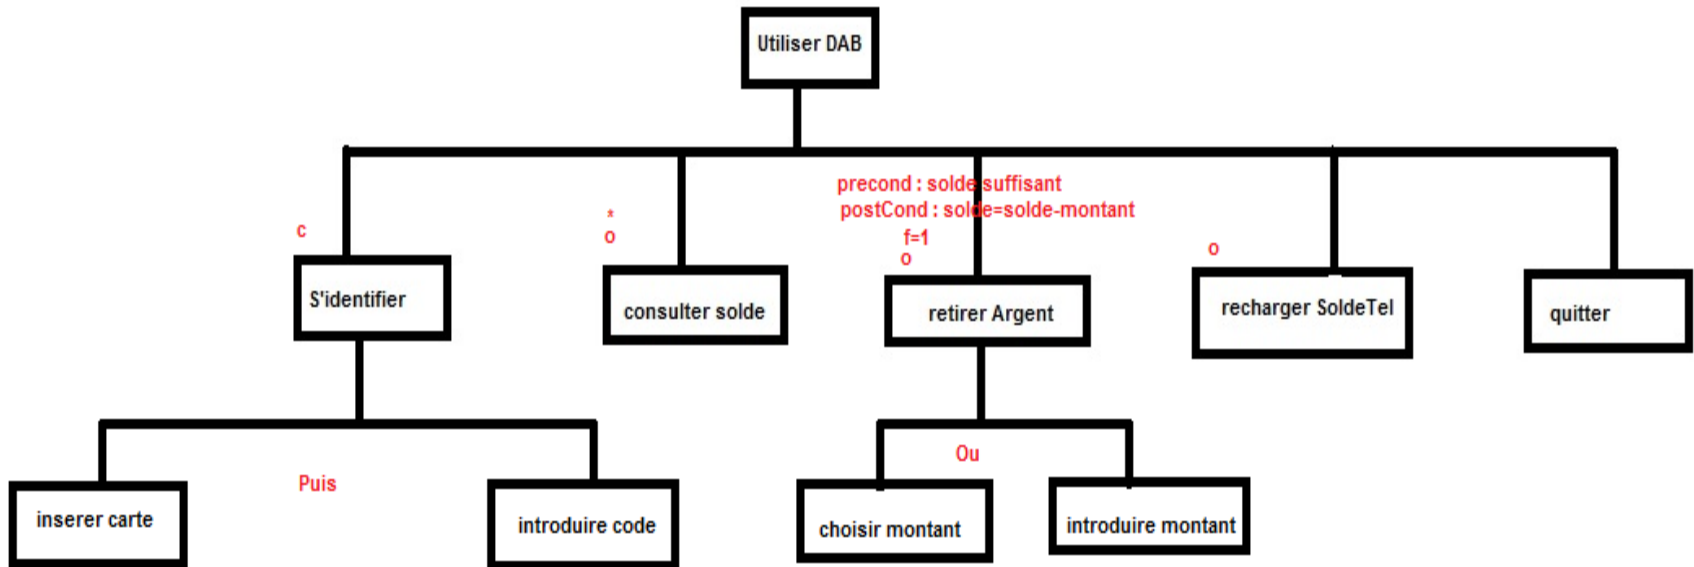 Utiliser DAB
precond : solde suffisant
postCond : solde=solde-montant
c
*
o
f=1
o
o
S'identifier
consulter solde
retirer Argent
recharger SoldeTel
quitter
Puis
Ou
inserer carte
introduire code
choisir montant
introduire montant